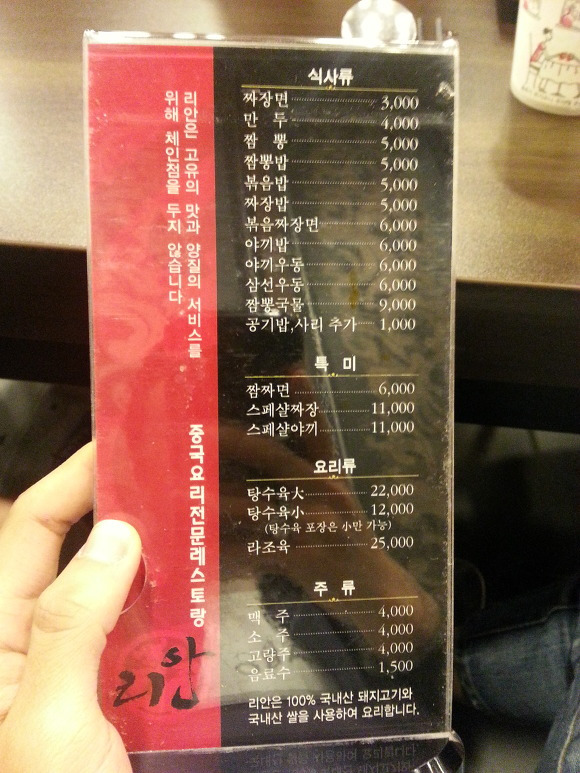 리안은 고유의 맛과 양질의 서비스를
위해 체인점을 두지 않습니다
중국요리전문레스토랑
리안
식사류
짜장면 3,000
만 두 4,000
짬 뽕 5,000
짬뽕밥 5,000
볶음밥 5,000
짜장밥 5,000
볶음짜장면 6,000
야끼밥 6,000
야끼우동 6,000
삼선우동 6,000
짬뽕국물 9,000
공기밥,사리 추가 1,000
특 미
짬짜면 6,000
스페샬짜장 11,000
스페샬야끼 11,000
요리류
탕수육大 22,000
탕수육小 12,000
(탕수육 포장은 小만 가능)
라조육 25,000
주 류
맥 주 4,000
소 주 4,000
고량주 4,000
음료수 1,500
리안은 100% 국내산 돼지고기와
국내산 쌀을 사용하여 요리합니다.